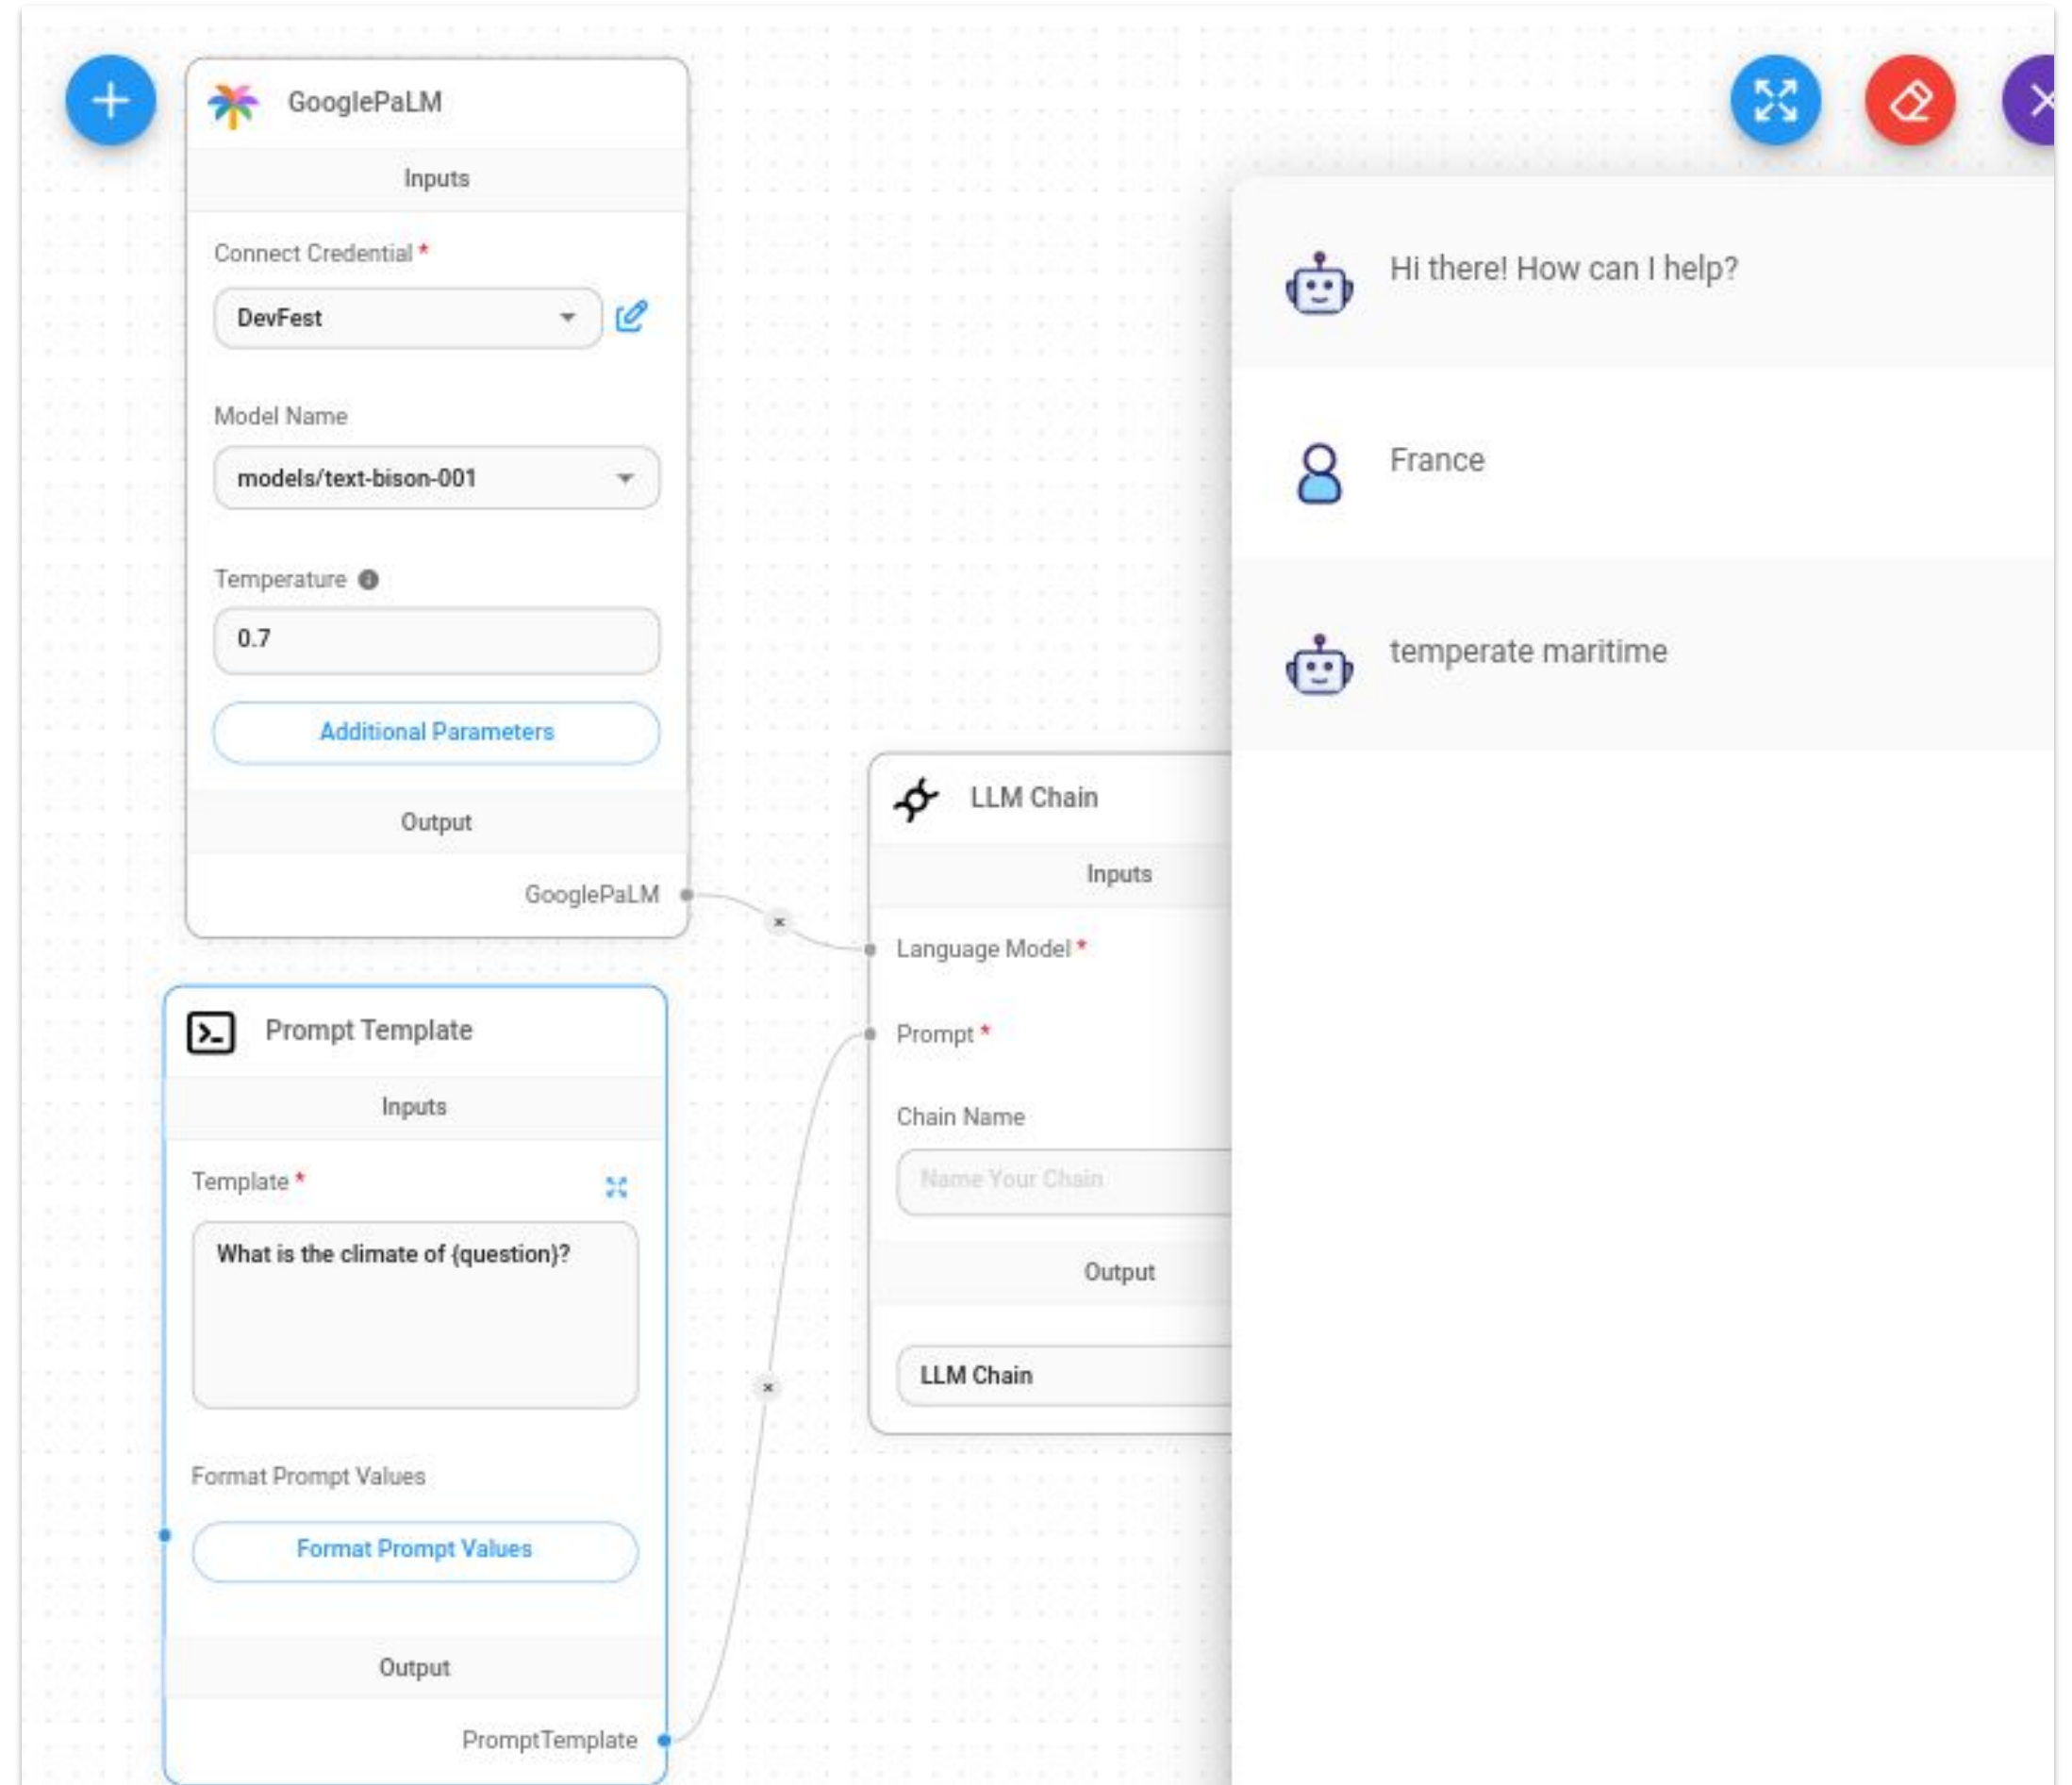 GooglePaLM
Inputs
Connect Credential *
DevFest
Model Name
models/text-bison-001
Temperature
0.7
Additional Parameters
Output
GooglePaLM
Prompt Template
Inputs
Template *
What is the climate of {question}?
Format Prompt Values
Format Prompt Values
Output
PromptTemplate
LLM Chain
Inputs
Language Model *
Prompt *
Chain Name
Name Your Chain
Output
LLM Chain
Hi there! How can I help?
France
temperate maritime